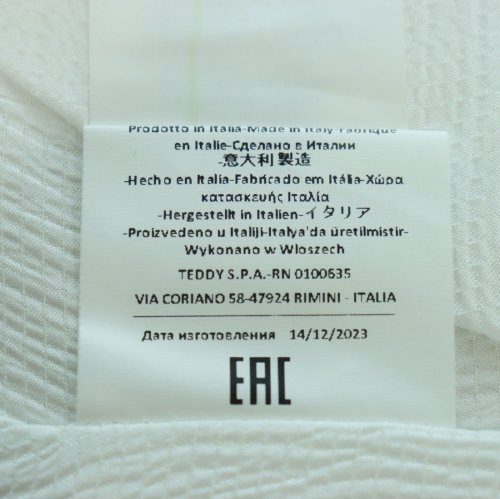 Prodotto in Italia-Made in Italy-Fabriqué
en Italie-Сделано в Италии
-意大利製造
-Hecho en Italia-Fabricado em Itália-Χώρα
κατασκευής Ιταλία
-Hergestellt in Italien-イタリア
-Proizvedeno u Italiji-Italya'da üretilmistir-
Wykonano w Wloszech
TEDDY S.P.A.-RN 0100635
VIA CORIANO 58-47924 RIMINI - ITALIA
Дата изготовления 14/12/2023
EAC